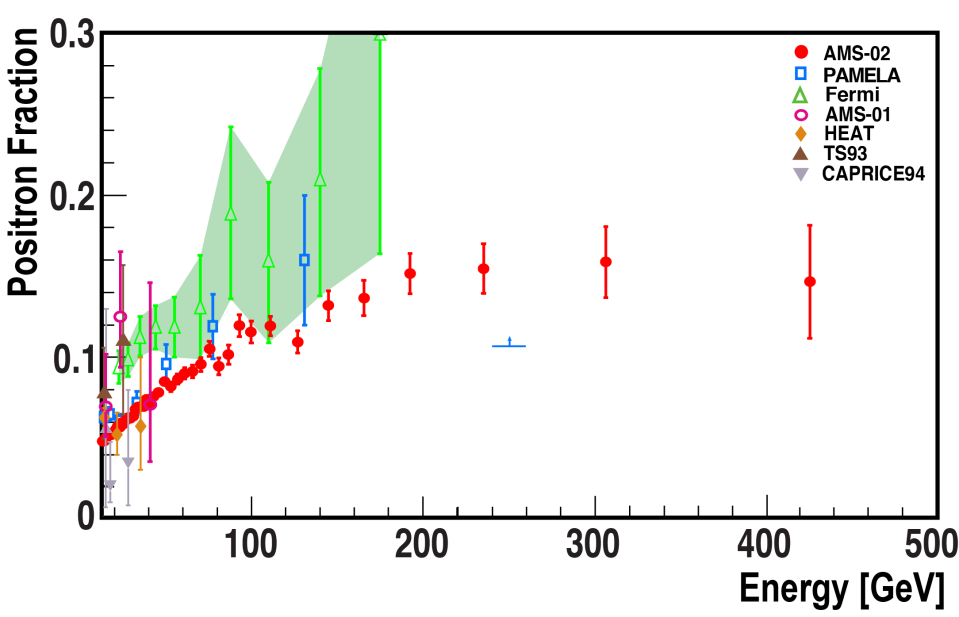 Positron Fraction
0.3
0.2
0.1
0
AMS-02
PAMELA
Fermi
AMS-01
HEAT
TS93
CAPRICE94
100 200 300 400 500
Energy [GeV]